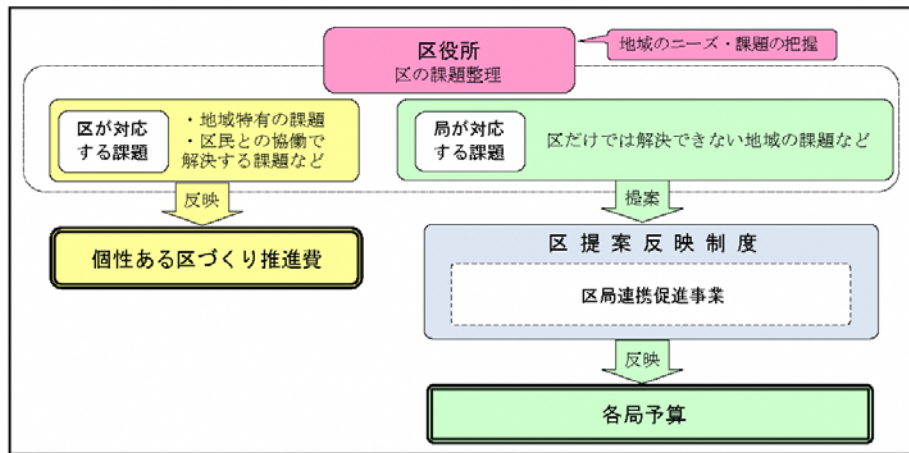 区役所
区の課題整理
地域のニーズ・課題の把握
区が対応
する課題
・地域特有の課題
・区民との協働で
解決する課題など
局が対応
する課題
区だけでは解決できない地域の課題など
反映
提案
個性ある区づくり推進費
区提案反映制度
区局連携促進事業
反映
各局予算